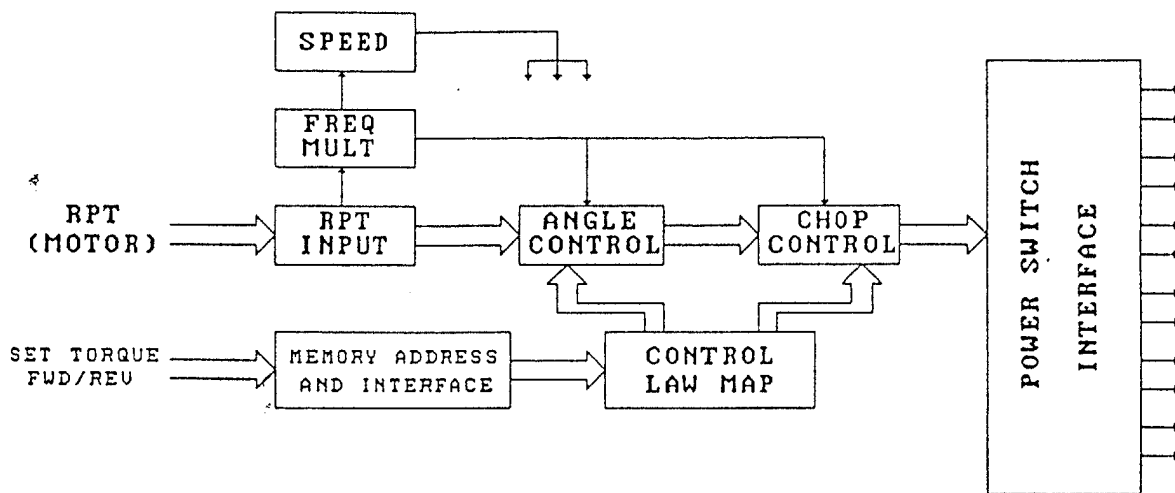 SPEED
FREQ
MULT
RPT
(MOTOR)
RPT
INPUT
ANGLE
CONTROL
CHOP
CONTROL
POWER SWITCH
INTERFACE
SET TORQUE
FWD/REV
MEMORY ADDRESS
AND INTERFACE
CONTROL
LAW MAP